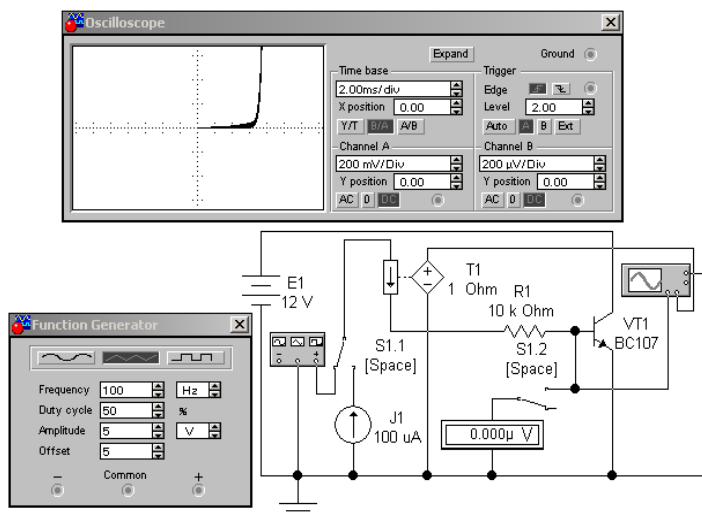 Oscilloscope
Expand
Ground
Time base
2.00ms/div
X position 0.00
Y/T B/A A/B
Trigger
Edge
Level 2.00
Auto A B Ext
Channel A
200 mV/Div
Y position 0.00
AC 0 DC
Channel B
200 µV/Div
Y position 0.00
AC 0 DC
E1
12 V
T1
1 Ohm
R1
10 k Ohm
VT1
BC107
S1.1
[Space]
S1.2
[Space]
J1
100 uA
0.000µ V
- +
Function Generator
Frequency 100 Hz
Duty cycle 50 %
Amplitude 5 V
Offset 5
- Common +